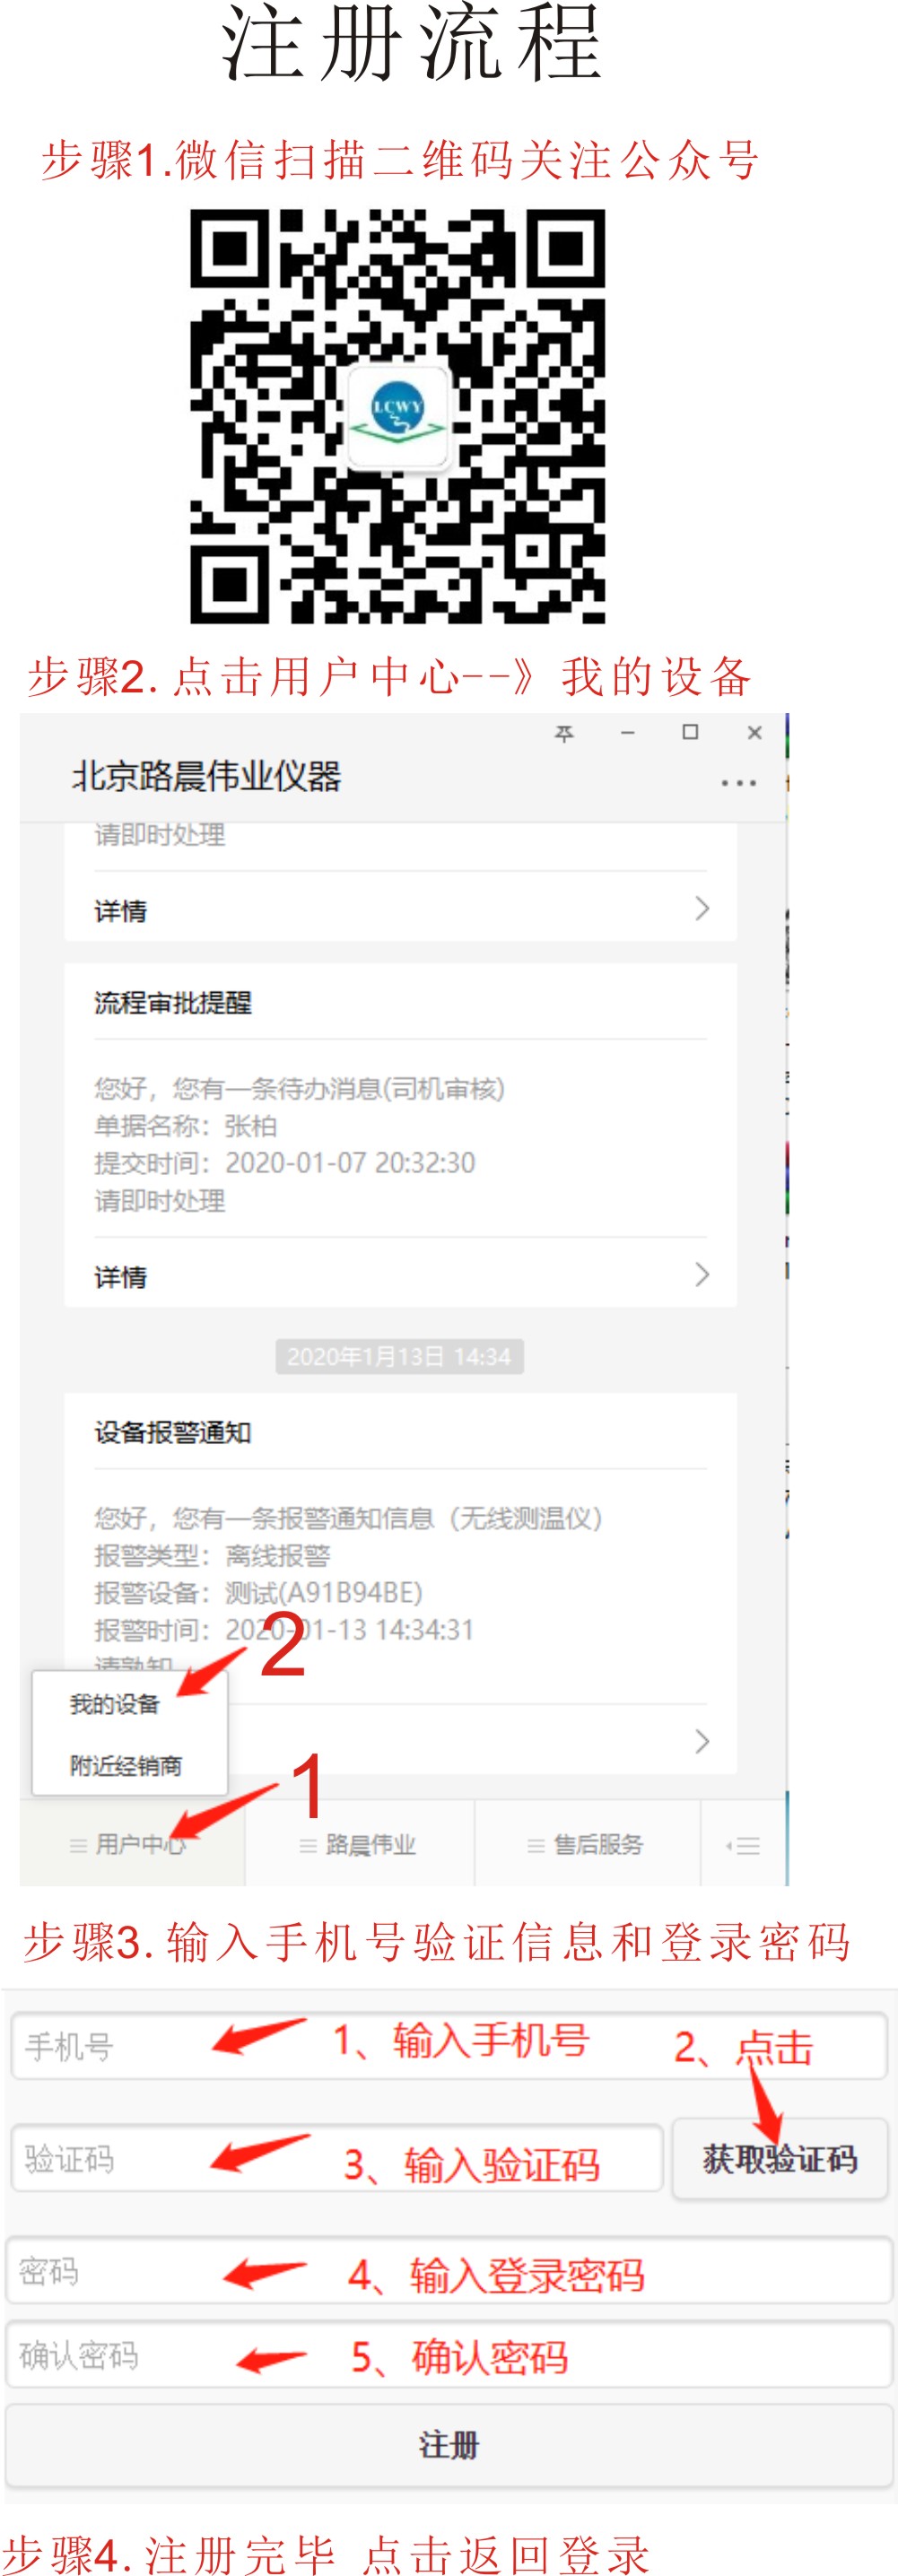 注册流程
步骤1.微信扫描二维码关注公众号
LCWY
步骤2.点击用户中心--》我的设备
北京路晨伟业仪器
请即时处理
详情
流程审批提醒
您好，您有一条待办消息(司机审核)
单据名称：张柏
提交时间：2020-01-07 20:32:30
请即时处理
详情
2020年1月13日 14:34
设备报警通知
您好，您有一条报警通知信息（无线测温仪）
报警类型：离线报警
报警设备：测试(A91B94BE)
报警时间：2020-01-13 14:34:31
请熟知
2
我的设备
附近经销商
1
用户中心 路晨伟业 售后服务
步骤3.输入手机号验证信息和登录密码
手机号 1、输入手机号 2、点击
验证码 3、输入验证码 获取验证码
密码 4、输入登录密码
确认密码 5、确认密码
注册
步骤4.注册完毕 点击返回登录